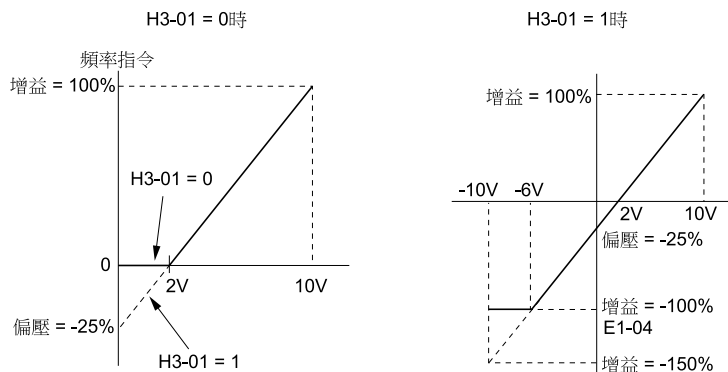 H3-01 = 0時
頻率指令
增益 = 100%
H3-01 = 0
0
2V
10V
偏壓 = -25%
H3-01 = 1
H3-01 = 1時
增益 = 100%
-10V
-6V
2V
10V
偏壓 = -25%
增益 = -100%
E1-04
增益 = -150%